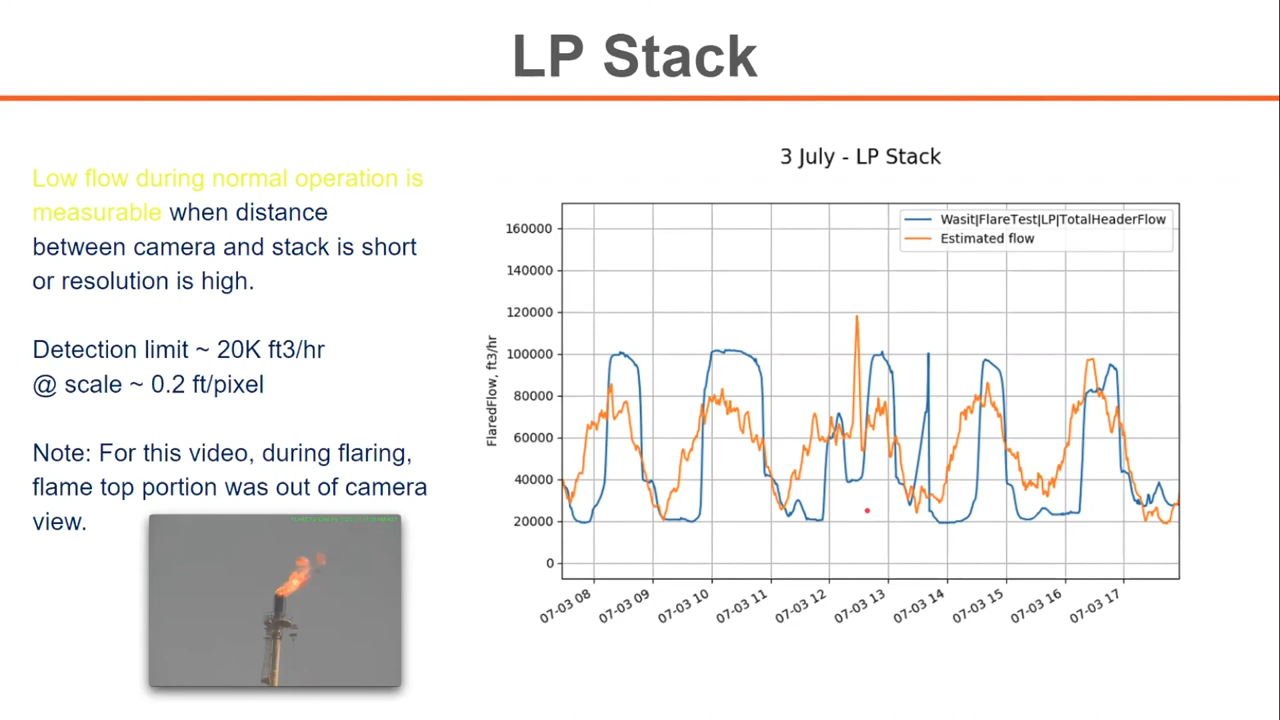 LP Stack
Low flow during normal operation is
measurable when distance
between camera and stack is short
or resolution is high.
Detection limit ~ 20K ft3/hr
@ scale ~ 0.2 ft/pixel
Note: For this video, during flaring,
flame top portion was out of camera
view.
3 July - LP Stack
Wasit|FlareTest|LP|TotalHeaderFlow
Estimated flow
FlaredFlow, ft3/hr
160000
140000
120000
100000
80000
60000
40000
20000
0
07-03 08
07-03 09
07-03 10
07-03 11
07-03 12
07-03 13
07-03 14
07-03 15
07-03 16
07-03 17